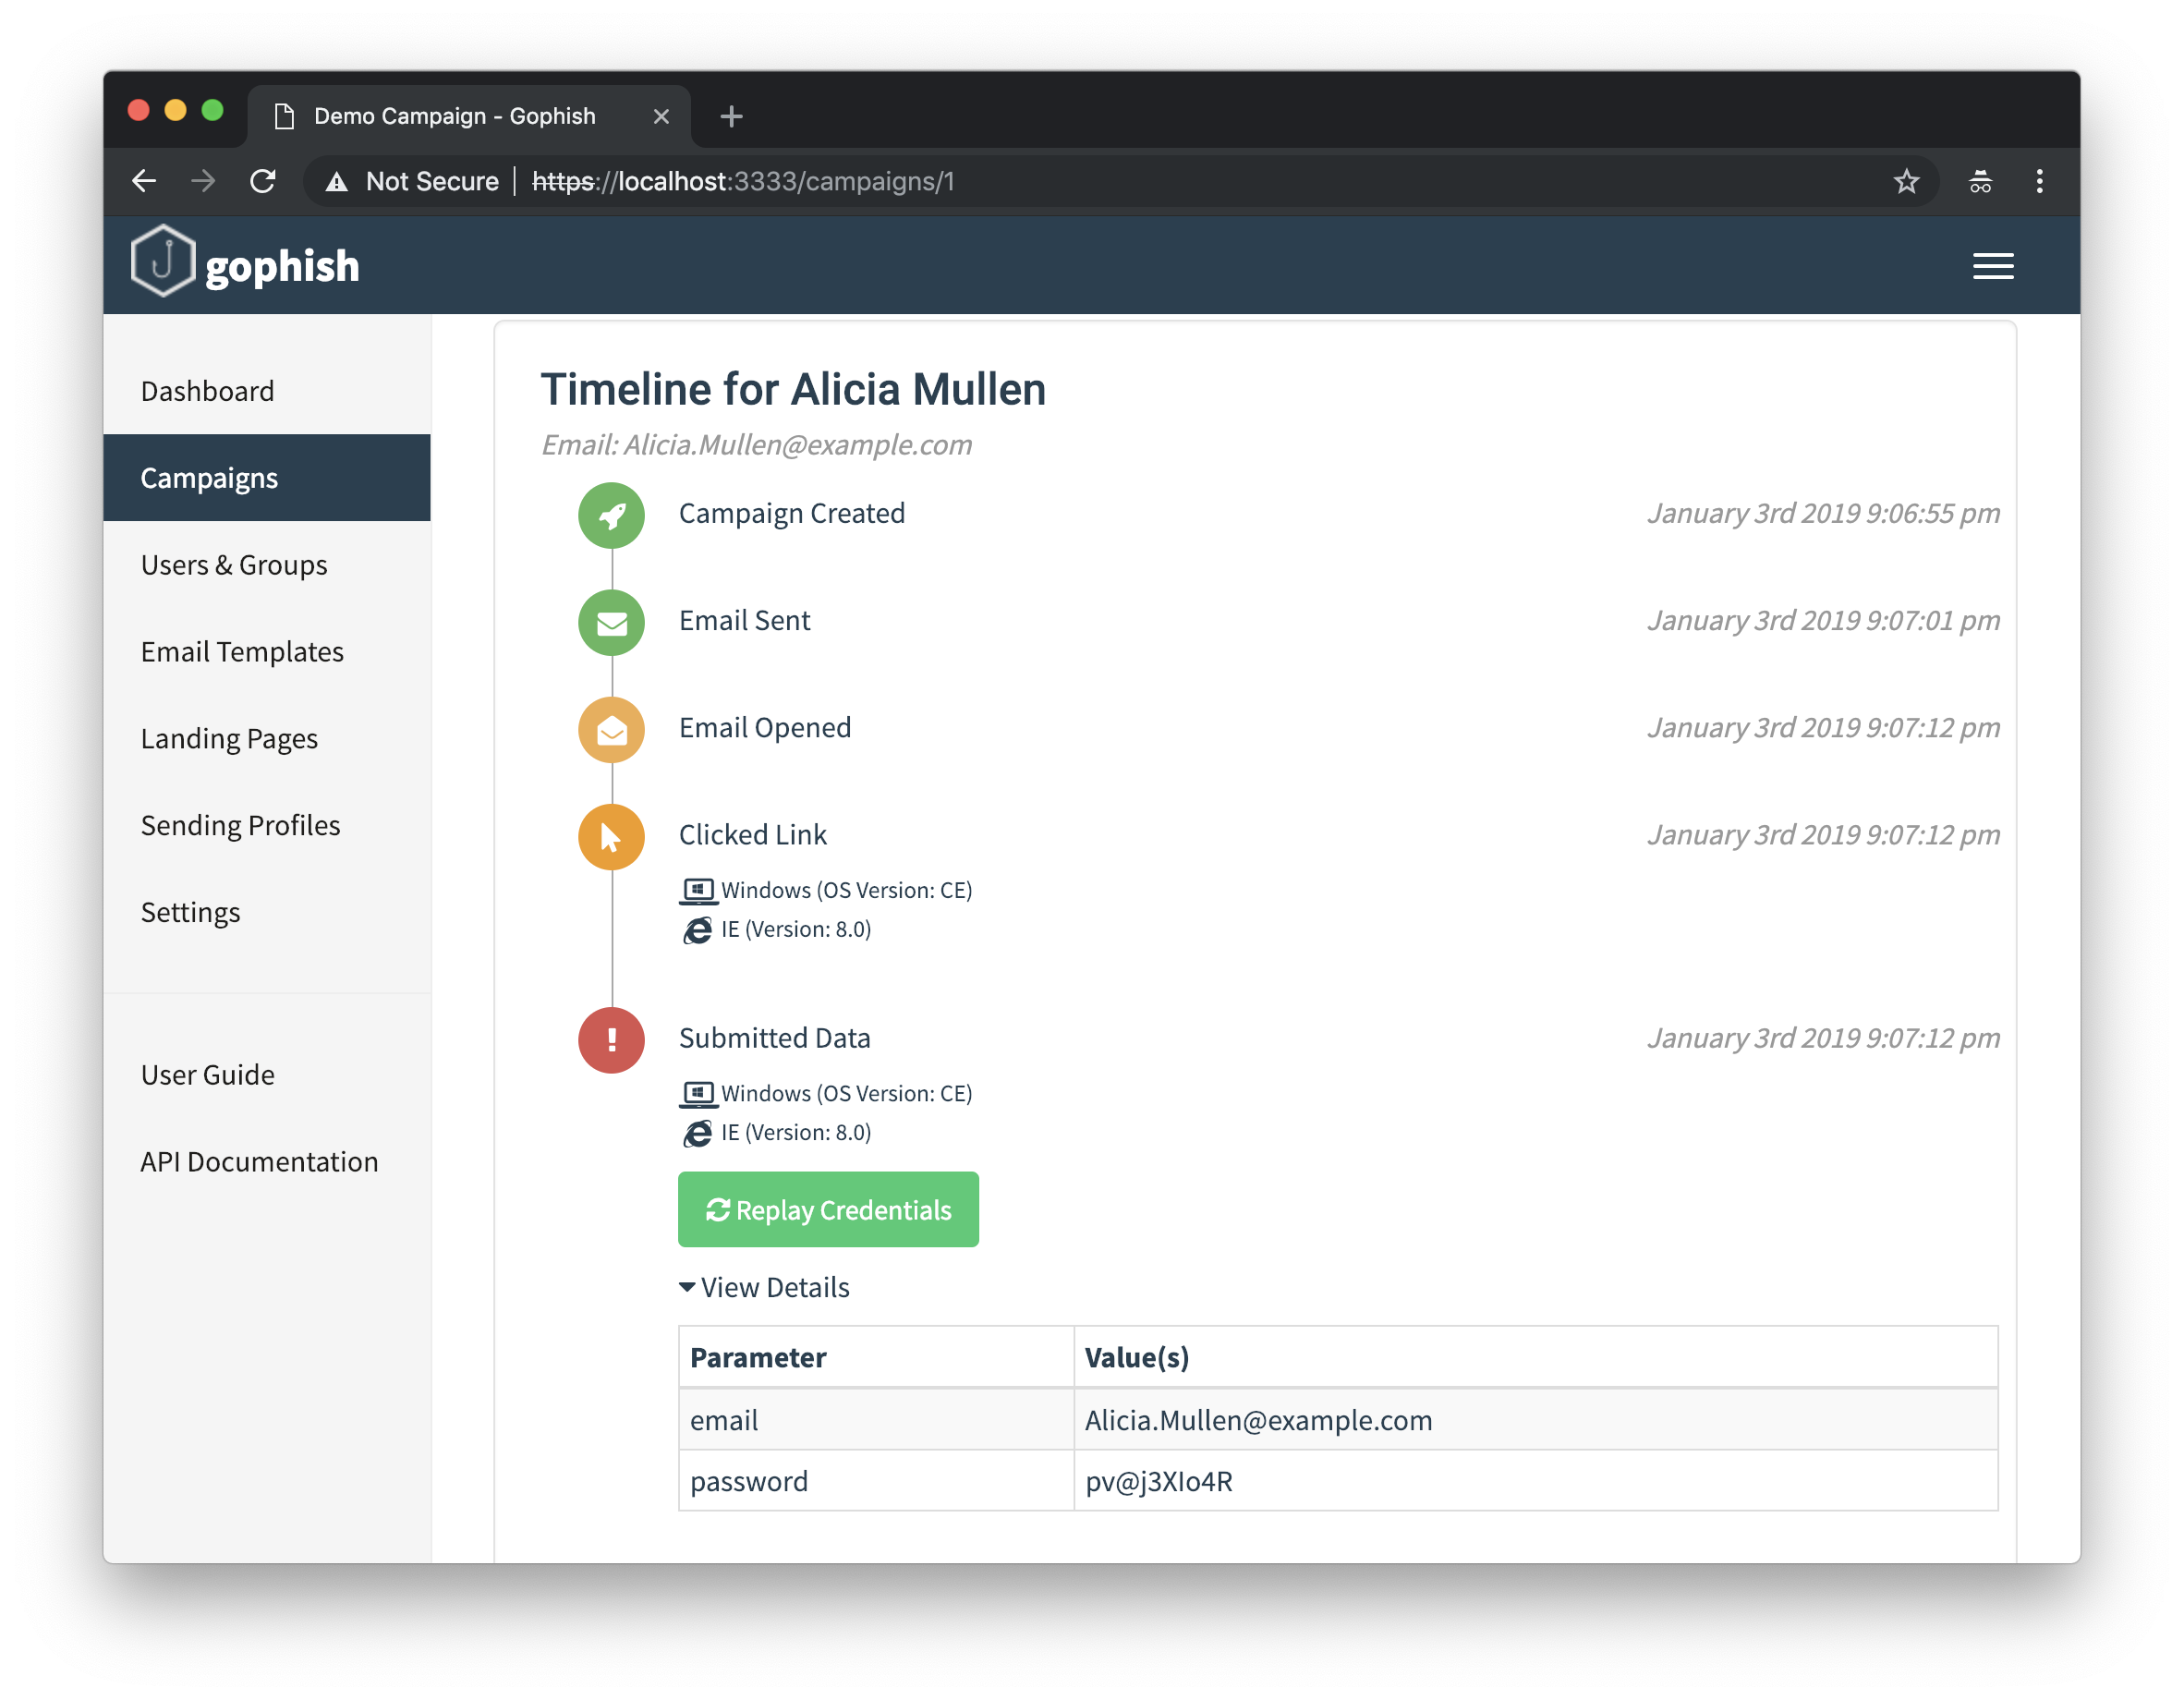 Demo Campaign - Gophish
Not Secure | https://localhost:3333/campaigns/1
gophish
Dashboard
Campaigns
Users & Groups
Email Templates
Landing Pages
Sending Profiles
Settings
User Guide
API Documentation
Timeline for Alicia Mullen
Email: Alicia.Mullen@example.com
Campaign Created January 3rd 2019 9:06:55 pm
Email Sent January 3rd 2019 9:07:01 pm
Email Opened January 3rd 2019 9:07:12 pm
Clicked Link January 3rd 2019 9:07:12 pm
Windows (OS Version: CE)
IE (Version: 8.0)
Submitted Data January 3rd 2019 9:07:12 pm
Windows (OS Version: CE)
IE (Version: 8.0)
Replay Credentials
View Details
Parameter Value(s)
email Alicia.Mullen@example.com
password pv@j3XIo4R